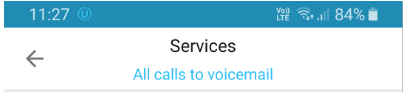 11:27 U Vo)) LTE 84%
Services
All calls to voicemail